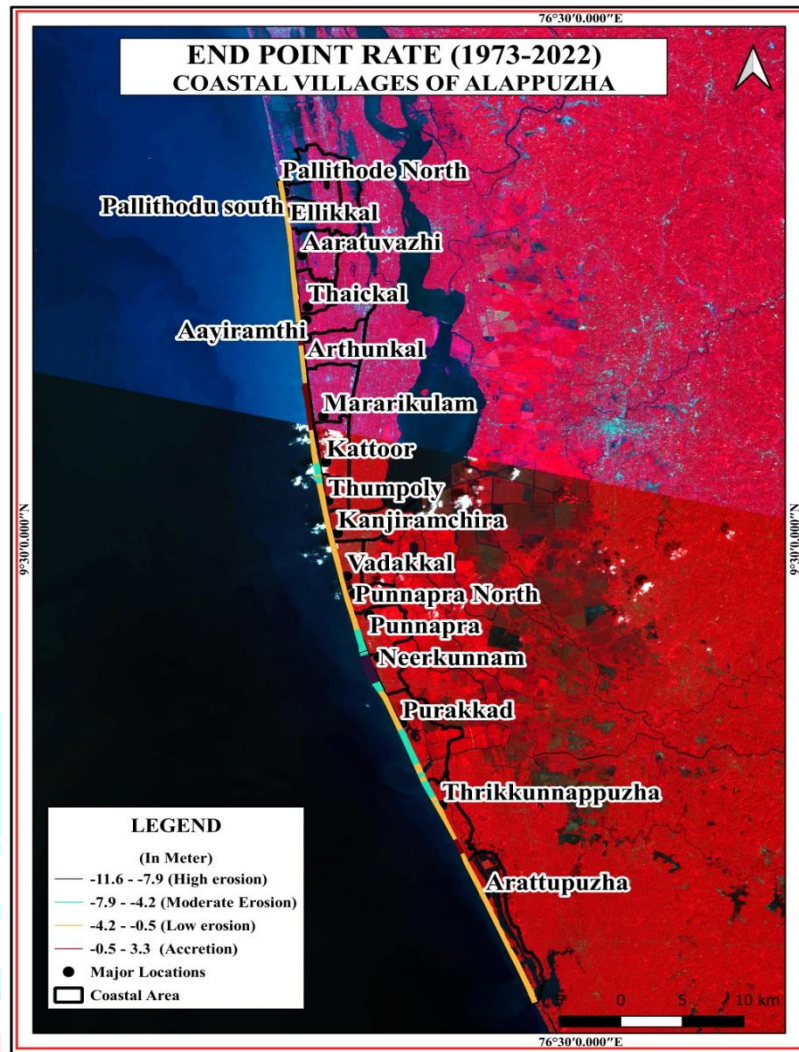 76°30'0.000"E
END POINT RATE (1973-2022)
COASTAL VILLAGES OF ALAPPUZHA
Pallithode North
Pallithodu south
Ellikkal
Aaratuvazhi
Thaickal
Aayiramthi
Arthunkal
Mararikulam
Kattoor
Thumpoly
Kanjiramchira
9°30'0.000"N
9°30'0.000"N
Vadakkal
Punnapra North
Punnapra
Neerkunnam
Purakkad
Thrikkunnappuzha
Arattupuzha
LEGEND
(In Meter)
-11.6 - -7.9 (High erosion)
-7.9 - -4.2 (Moderate Erosion)
-4.2 - -0.5 (Low erosion)
-0.5 - 3.3 (Accretion)
Major Locations
Coastal Area
5 0 5 10 km
76°30'0.000"E